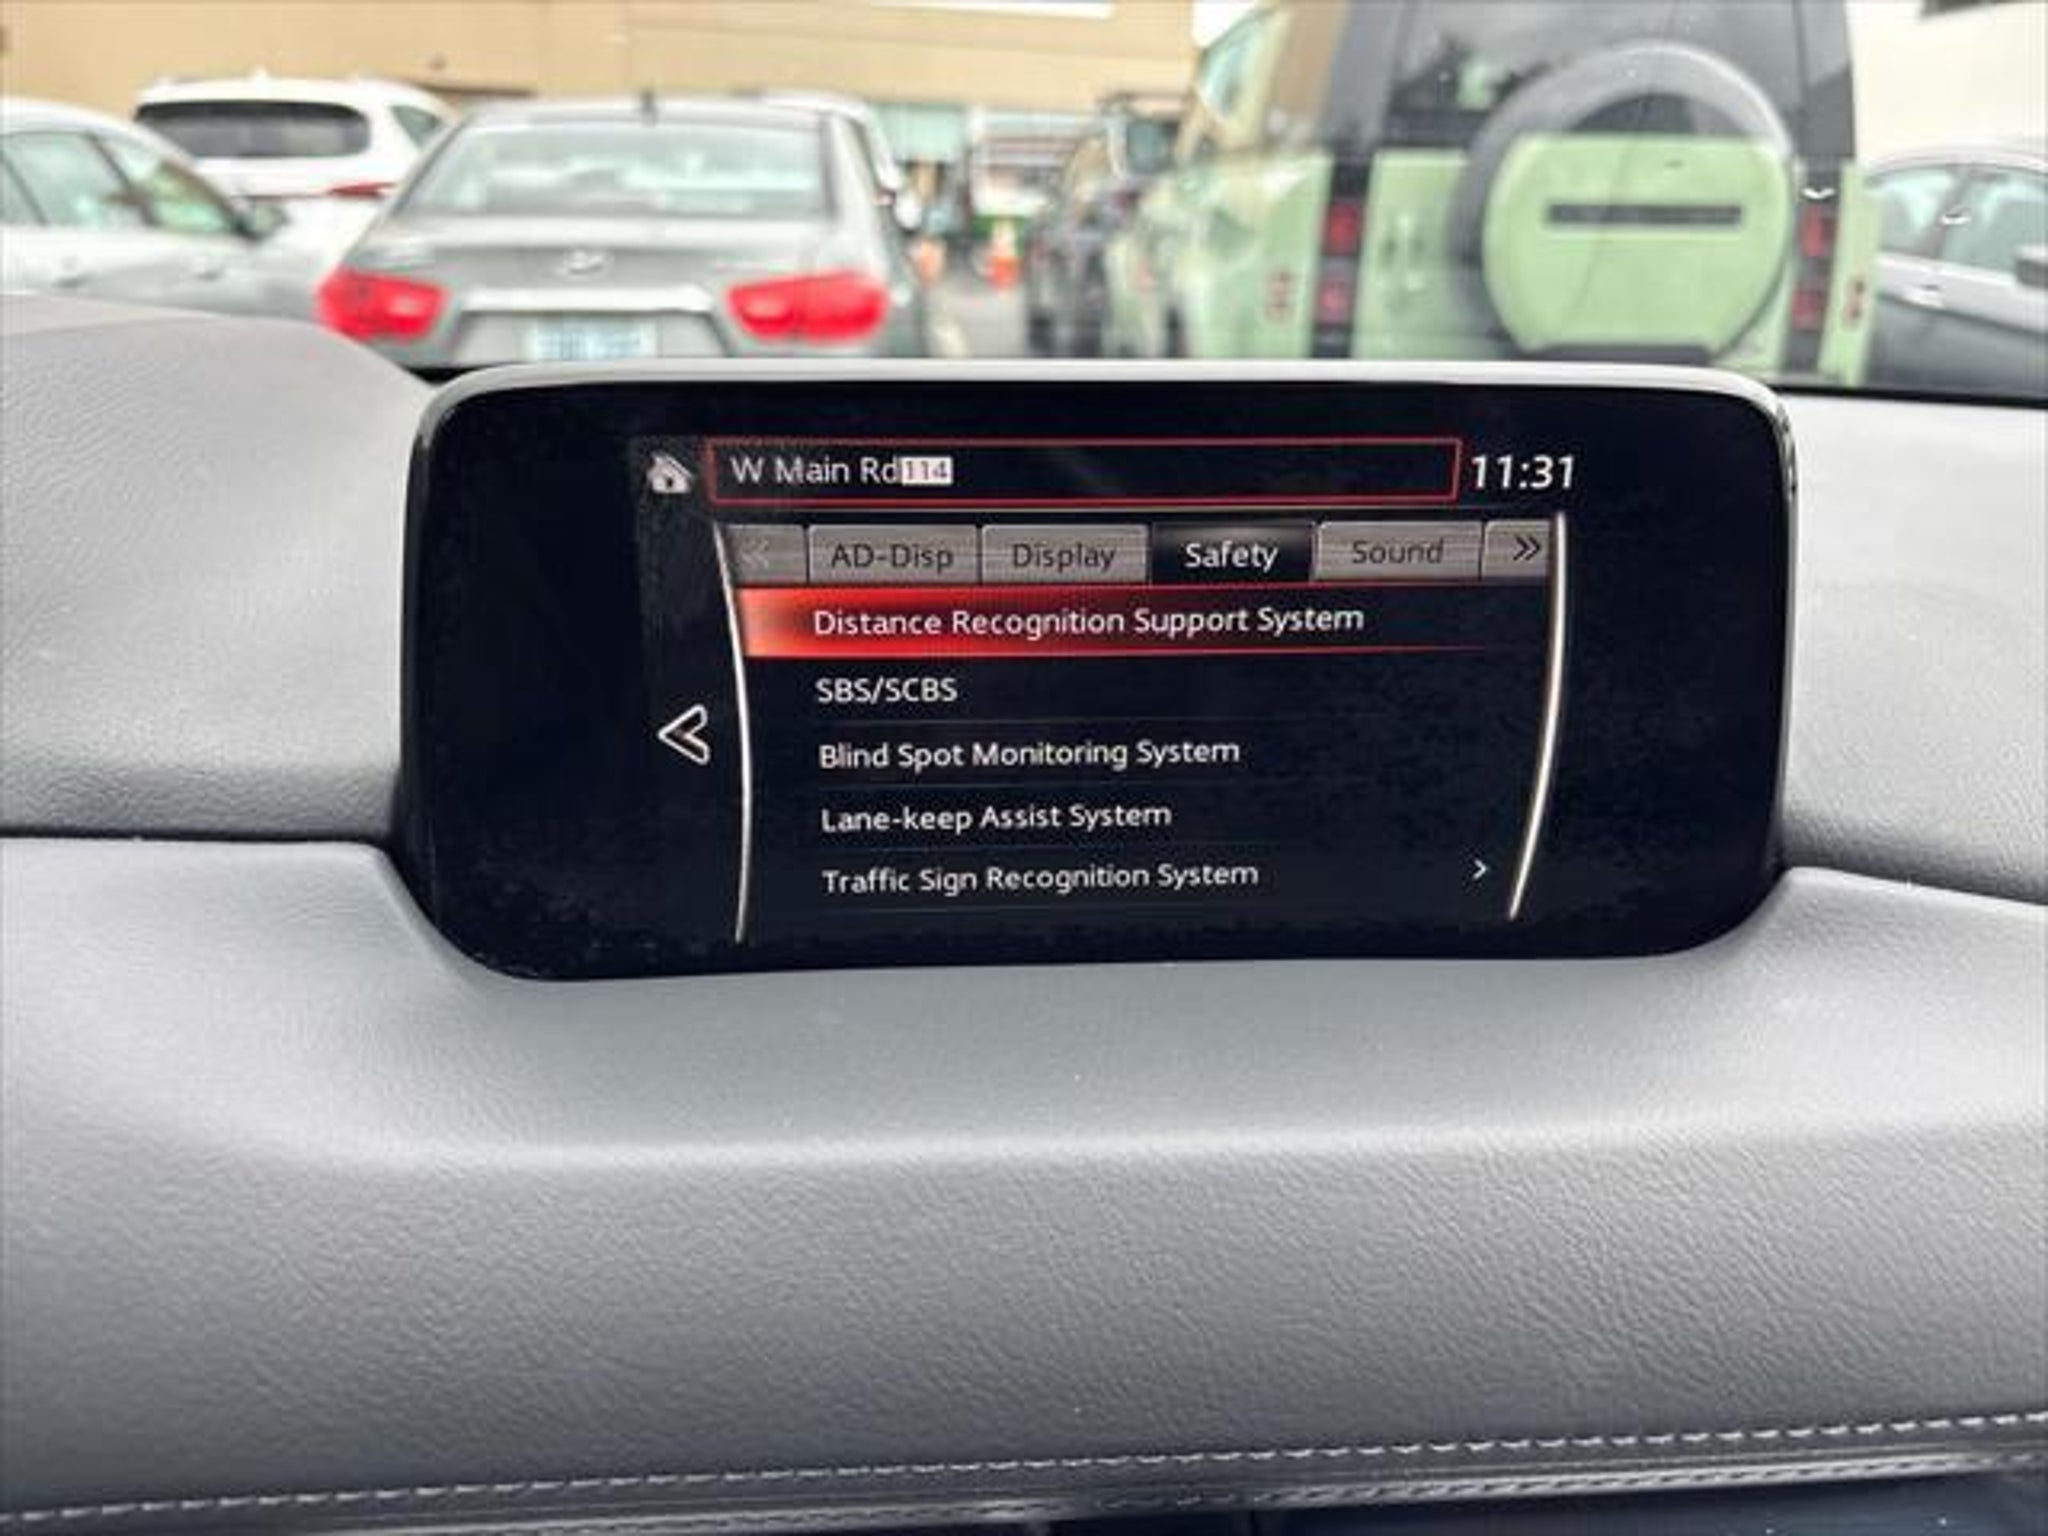 W Main Rd 114 11:31
AD-Disp Display Safety Sound
Distance Recognition Support System
SBS/SCBS
Blind Spot Monitoring System
Lane-keep Assist System
Traffic Sign Recognition System